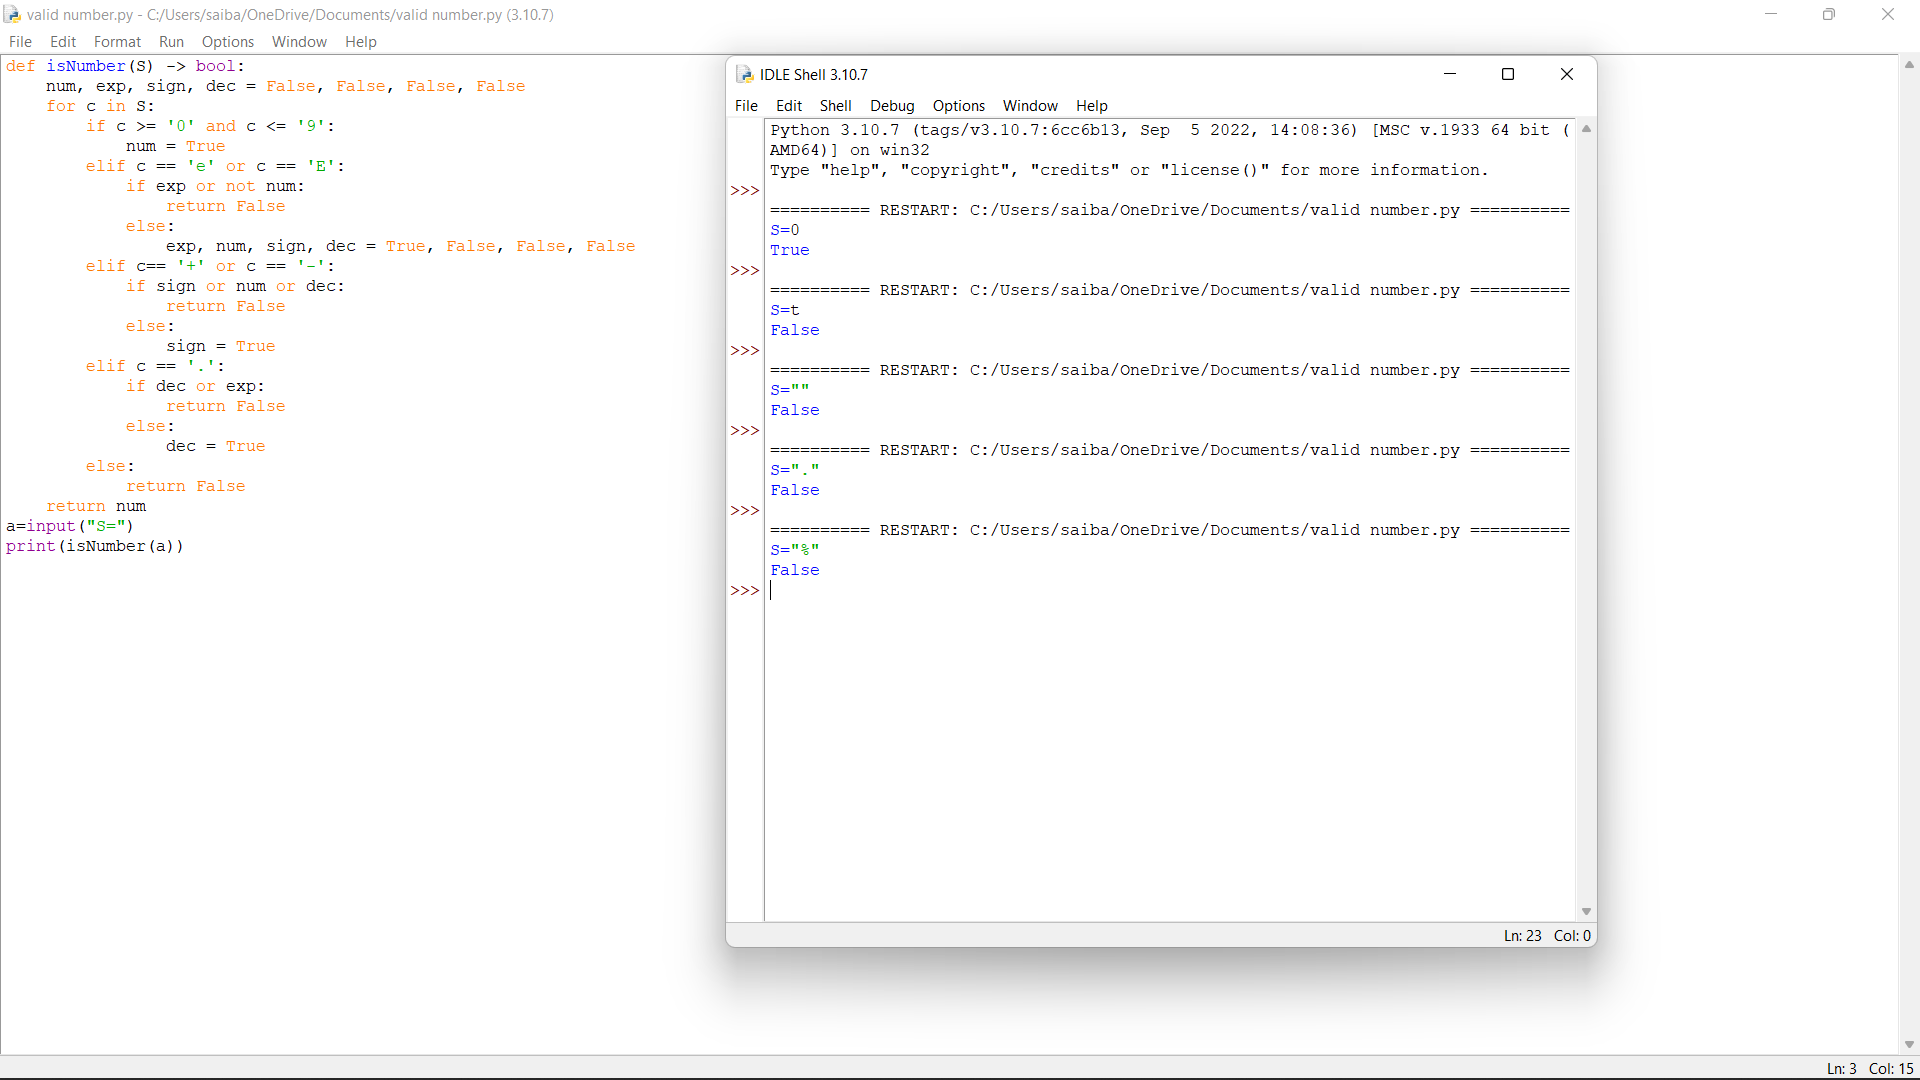 valid number.py - C:/Users/saiba/OneDrive/Documents/valid number.py (3.10.7)
File Edit Format Run Options Window Help
def isNumber(S) -> bool:
    num, exp, sign, dec = False, False, False, False
    for c in S:
        if c >= '0' and c <= '9':
            num = True
        elif c == 'e' or c == 'E':
            if exp or not num:
                return False
            else:
                exp, num, sign, dec = True, False, False, False
        elif c== '+' or c == '-':
            if sign or num or dec:
                return False
            else:
                sign = True
        elif c == '.':
            if dec or exp:
                return False
            else:
                dec = True
        else:
            return False
    return num
a=input("S=")
print(isNumber(a))
IDLE Shell 3.10.7
File Edit Shell Debug Options Window Help
Python 3.10.7 (tags/v3.10.7:6cc6b13, Sep  5 2022, 14:08:36) [MSC v.1933 64 bit (
AMD64)] on win32
Type "help", "copyright", "credits" or "license()" for more information.
>>>
========== RESTART: C:/Users/saiba/OneDrive/Documents/valid number.py ==========
S=0
True
>>>
========== RESTART: C:/Users/saiba/OneDrive/Documents/valid number.py ==========
S=t
False
>>>
========== RESTART: C:/Users/saiba/OneDrive/Documents/valid number.py ==========
S=""
False
>>>
========== RESTART: C:/Users/saiba/OneDrive/Documents/valid number.py ==========
S="."
False
>>>
========== RESTART: C:/Users/saiba/OneDrive/Documents/valid number.py ==========
S="%"
False
>>>
Ln: 23 Col: 0
Ln: 3 Col: 15